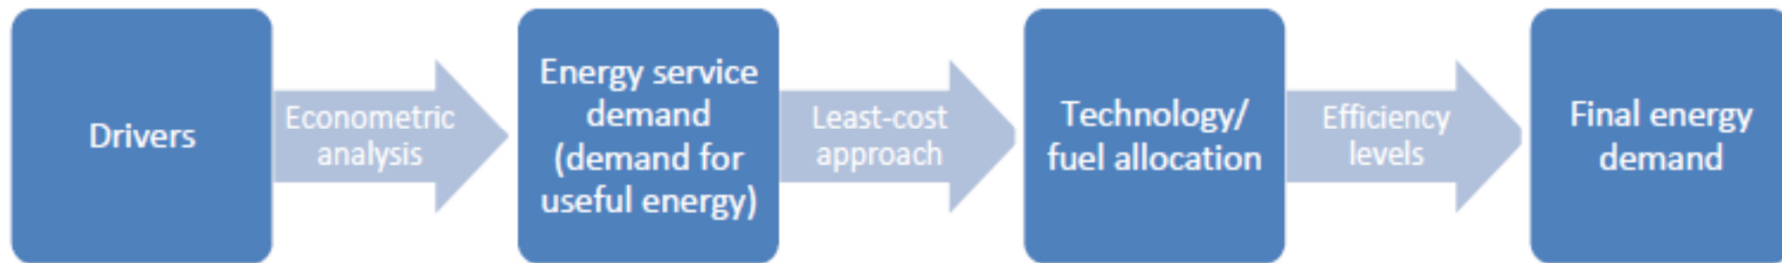 Drivers
Econometric
analysis
Energy service
demand
(demand for
useful energy)
Least-cost
approach
Technology/
fuel allocation
Efficiency
levels
Final energy
demand